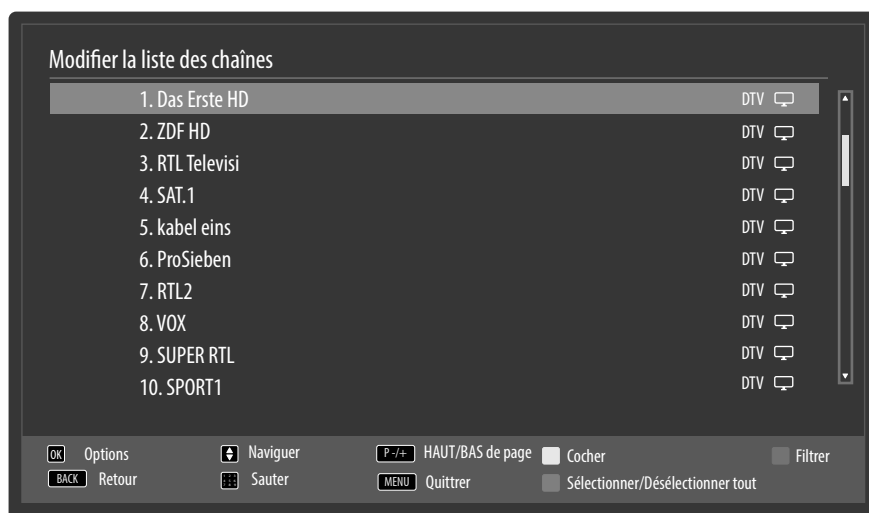 Modifier la liste des chaînes
1. Das Erste HD DTV
2. ZDF HD DTV
3. RTL Televisi DTV
4. SAT.1 DTV
5. kabel eins DTV
6. ProSieben DTV
7. RTL2 DTV
8. VOX DTV
9. SUPER RTL DTV
10. SPORT1 DTV
OK Options Naviguer P -/+ HAUT/BAS de page Cocher Filtrer
BACK Retour Sauter MENU Quittrer Sélectionner/Désélectionner tout